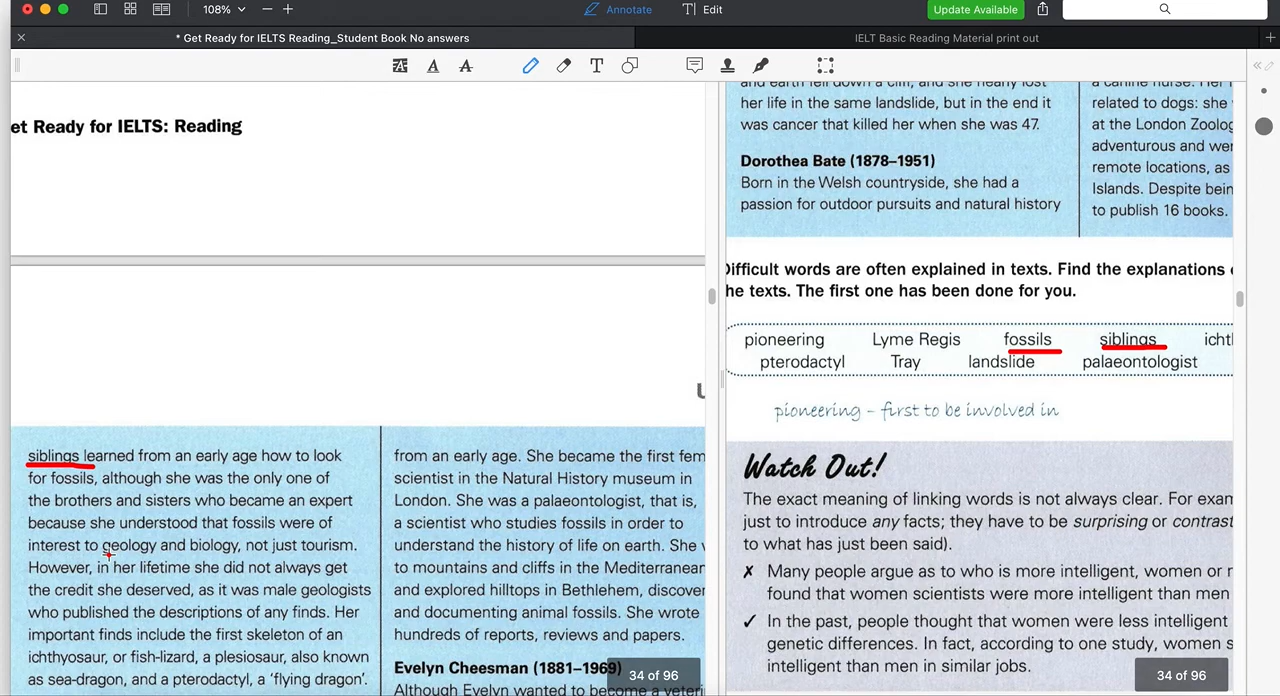 108%
Annotate
Edit
Update Available
* Get Ready for IELTS Reading_Student Book No answers
IELT Basic Reading Material print out
et Ready for IELTS: Reading
siblings learned from an early age how to look
for fossils, although she was the only one of
the brothers and sisters who became an expert
because she understood that fossils were of
interest to geology and biology, not just tourism.
However, in her lifetime she did not always get
the credit she deserved, as it was male geologists
who published the descriptions of any finds. Her
important finds include the first skeleton of an
ichthyosaur, or fish-lizard, a plesiosaur, also known
as sea-dragon, and a pterodactyl, a ‘flying dragon’.
from an early age. She became the first fem
scientist in the Natural History museum in
London. She was a palaeontologist, that is,
a scientist who studies fossils in order to
understand the history of life on earth. She
to mountains and cliffs in the Mediterranean
and explored hilltops in Bethlehem, discover
and documenting animal fossils. She wrote
hundreds of reports, reviews and papers.
Evelyn Cheesman (1881–1969)
Although Evelyn wanted to become a veteri
34 of 96
and earth fell down a cliff, and she nearly lost
her life in the same landslide, but in the end it
was cancer that killed her when she was 47.
Dorothea Bate (1878–1951)
Born in the Welsh countryside, she had a
passion for outdoor pursuits and natural history
a canine nurse. Her
related to dogs: she
at the London Zoolog
adventurous and wen
remote locations, as
Islands. Despite bein
to publish 16 books.
Difficult words are often explained in texts. Find the explanations
he texts. The first one has been done for you.
pioneering Lyme Regis fossils siblings icht
pterodactyl Tray landslide palaeontologist
pioneering – first to be involved in
Watch Out!
The exact meaning of linking words is not always clear. For exam
just to introduce any facts; they have to be surprising or contrast
to what has just been said).
✗ Many people argue as to who is more intelligent, women or
found that women scientists were more intelligent than men
✓ In the past, people thought that women were less intelligent
genetic differences. In fact, according to one study, women s
intelligent than men in similar jobs.
34 of 96